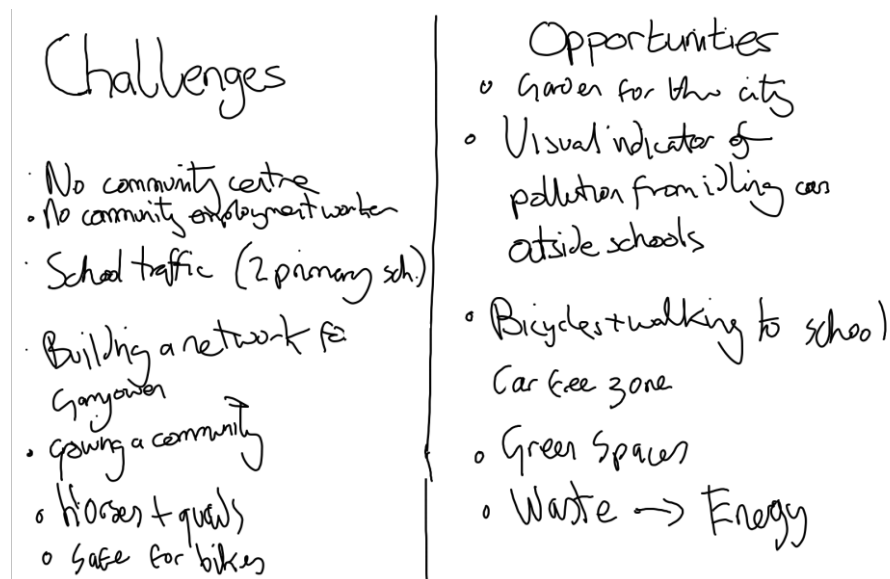 Challenges
· No community centre
• no community employment worker
· School traffic (2 primary sch.)
· Building a network for
Garryowen
• growing a community
• Horses + quads
• safe for bikes
Opportunities
• Garden for the city
• Visual indicator of
pollution from idling cars
outside schools
• Bicycles + walking to school
Car free zone
• Green Spaces
• Waste → Energy